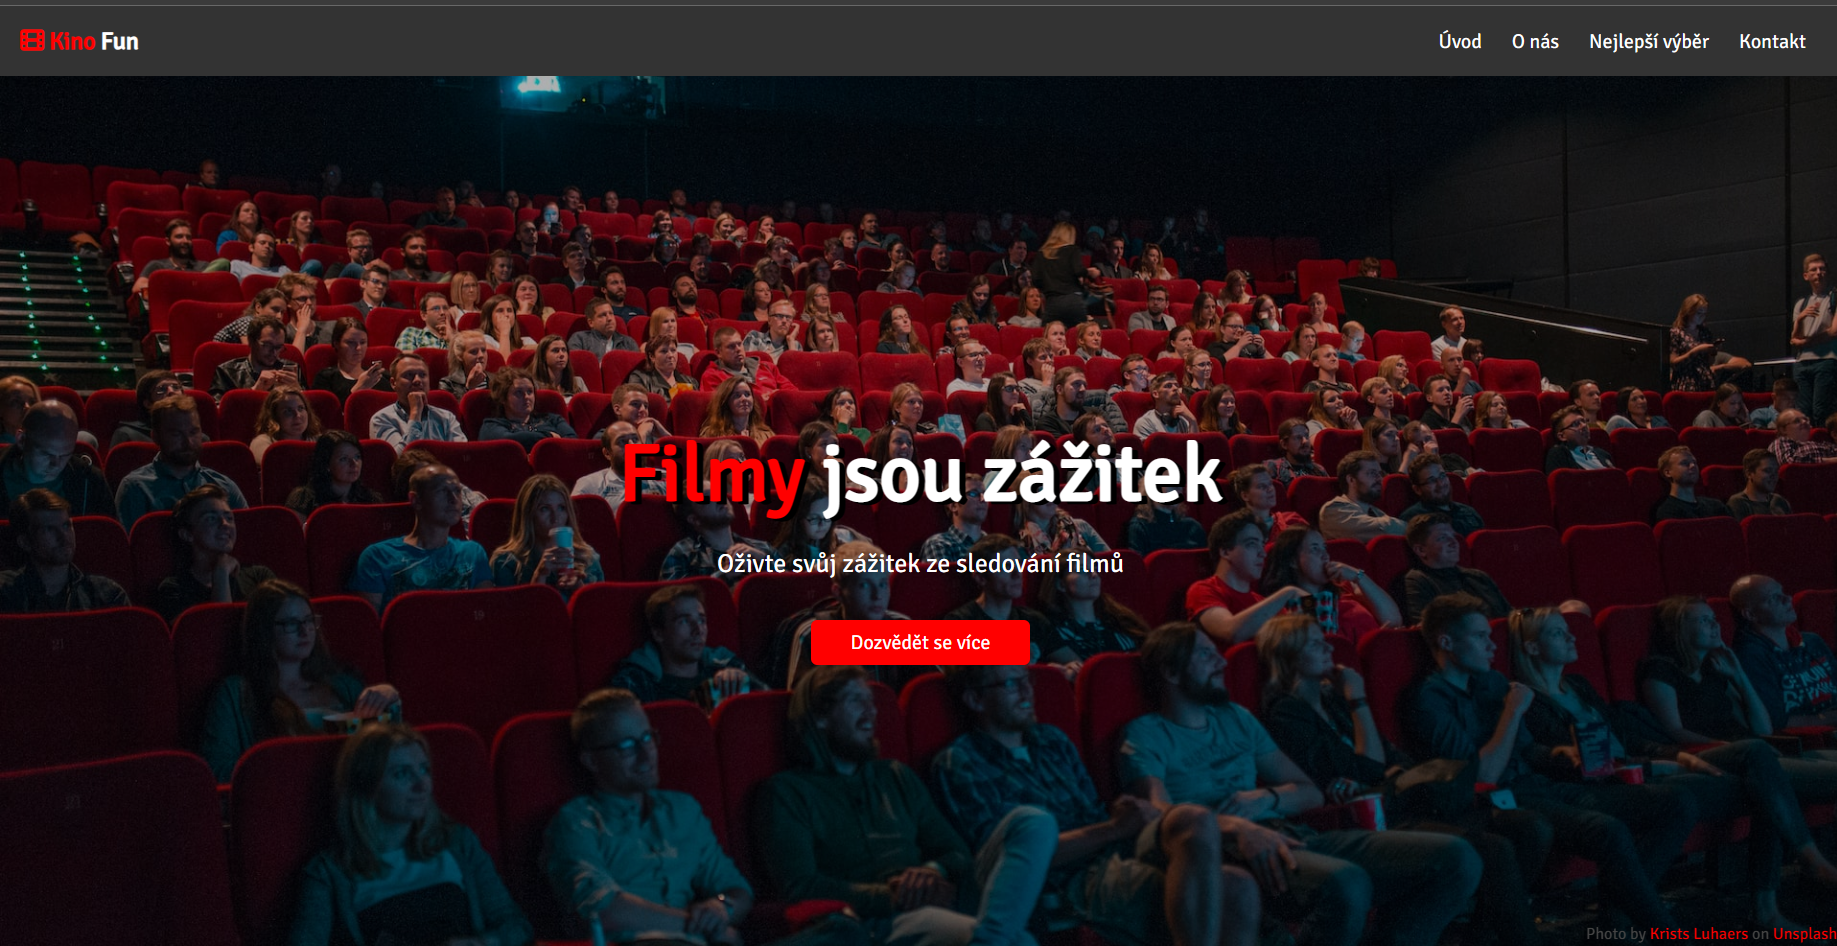 Kino Fun
Úvod O nás Nejlepší výběr Kontakt
Filmy jsou zážitek
Oživte svůj zážitek ze sledování filmů
Dozvědět se více
Photo by Krists Luhaers on Unsplash